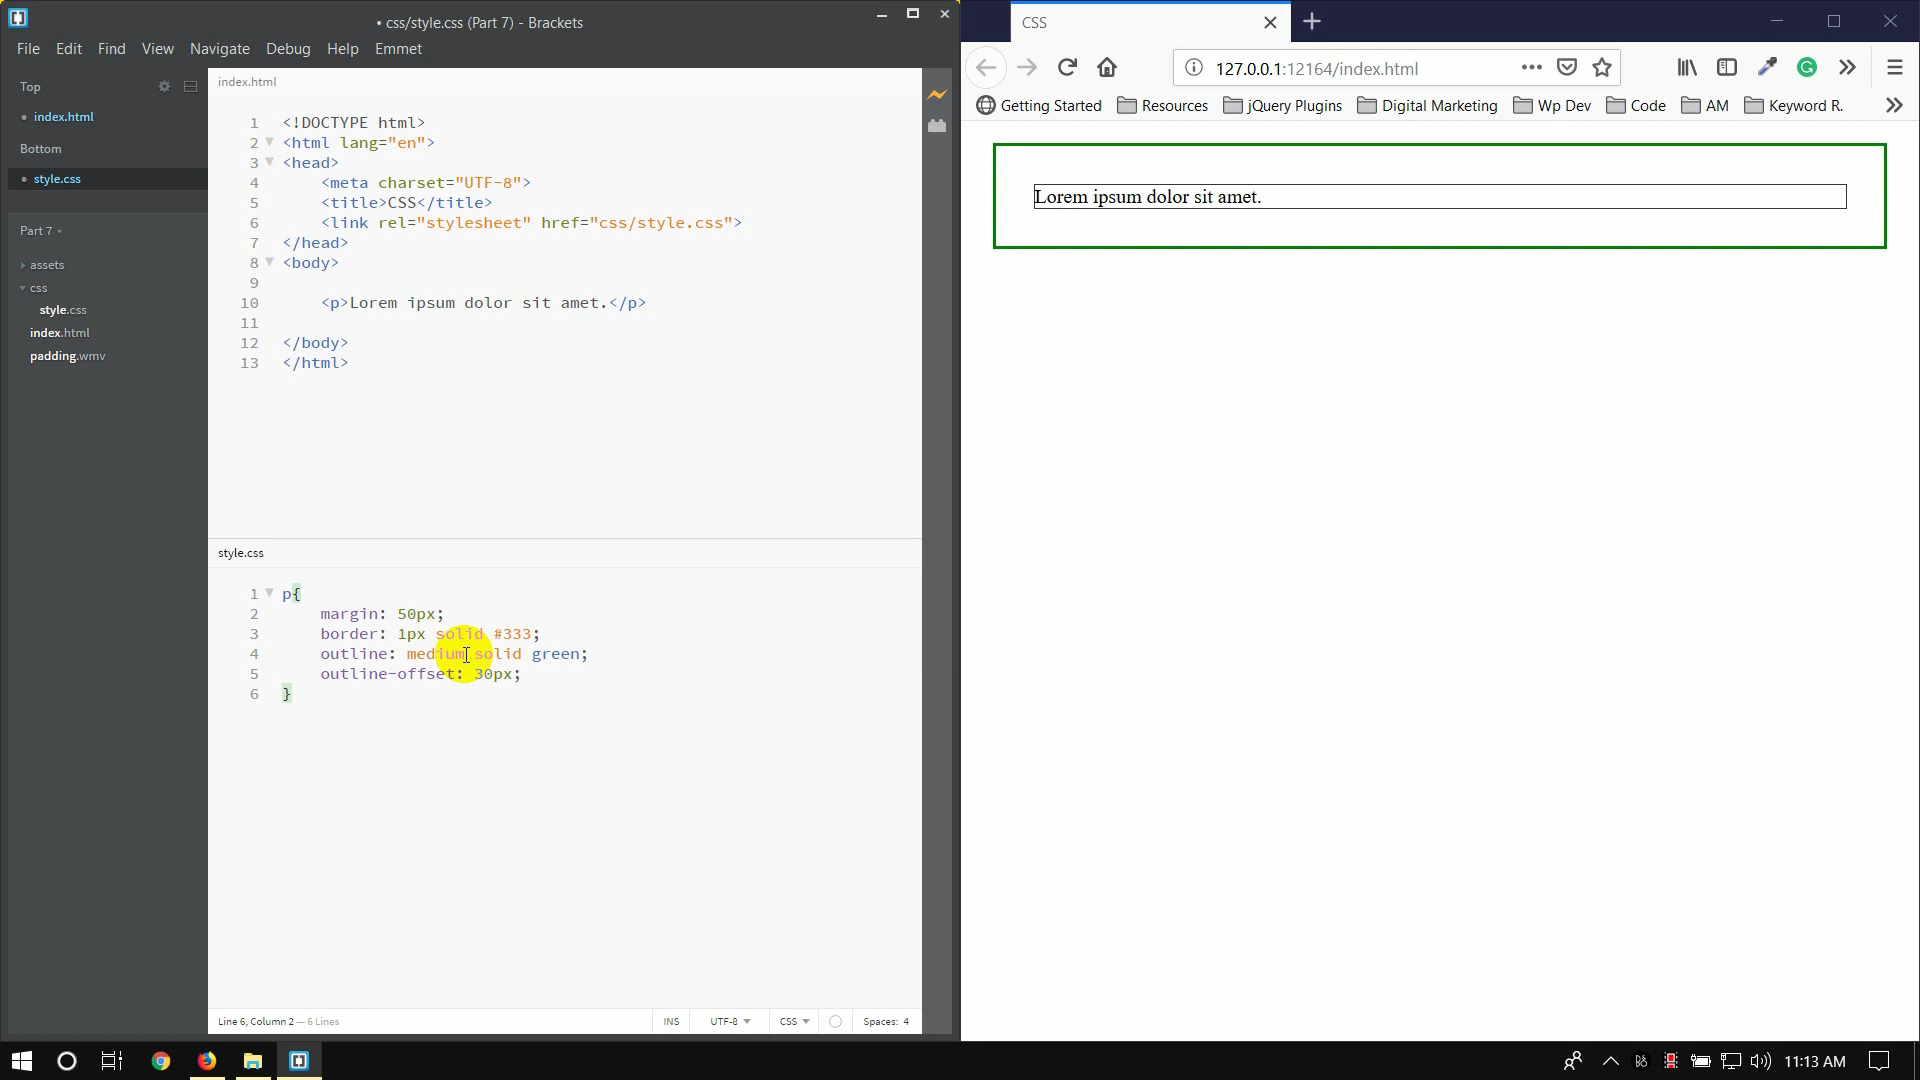 • css/style.css (Part 7) - Brackets
File Edit Find View Navigate Debug Help Emmet
Top
• index.html
Bottom
• style.css
Part 7
assets
css
style.css
index.html
padding.wmv
index.html
1 <!DOCTYPE html>
2 <html lang="en">
3 <head>
4 <meta charset="UTF-8">
5 <title>CSS</title>
6 <link rel="stylesheet" href="css/style.css">
7 </head>
8 <body>
9
10 <p>Lorem ipsum dolor sit amet.</p>
11
12 </body>
13 </html>
style.css
1 p{
2 margin: 50px;
3 border: 1px solid #333;
4 outline: medium solid green;
5 outline-offset: 30px;
6 }
Line 6, Column 2 — 6 Lines INS UTF-8 CSS Spaces: 4
CSS
127.0.0.1:12164/index.html
Getting Started Resources jQuery Plugins Digital Marketing Wp Dev Code AM Keyword R.
Lorem ipsum dolor sit amet.
11:13 AM